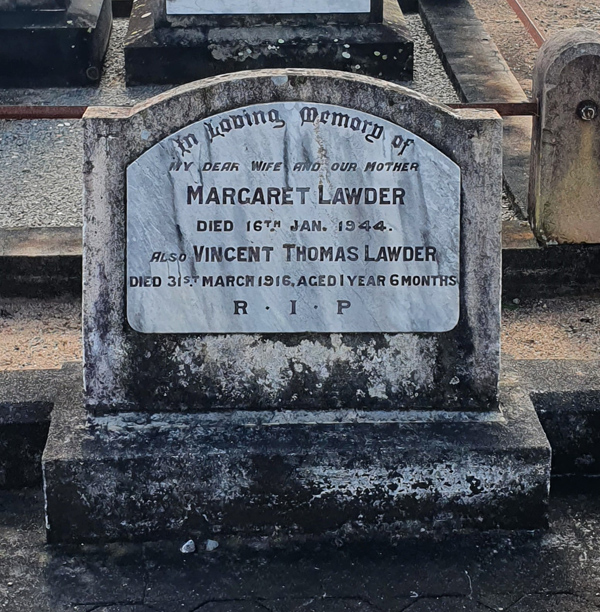 In Loving Memory of
MY DEAR WIFE AND OUR MOTHER
MARGARET LAWDER
DIED 16TH JAN. 1944.
ALSO VINCENT THOMAS LAWDER
DIED 31ST MARCH 1916, AGED 1 YEAR 6 MONTHS
R · I · P